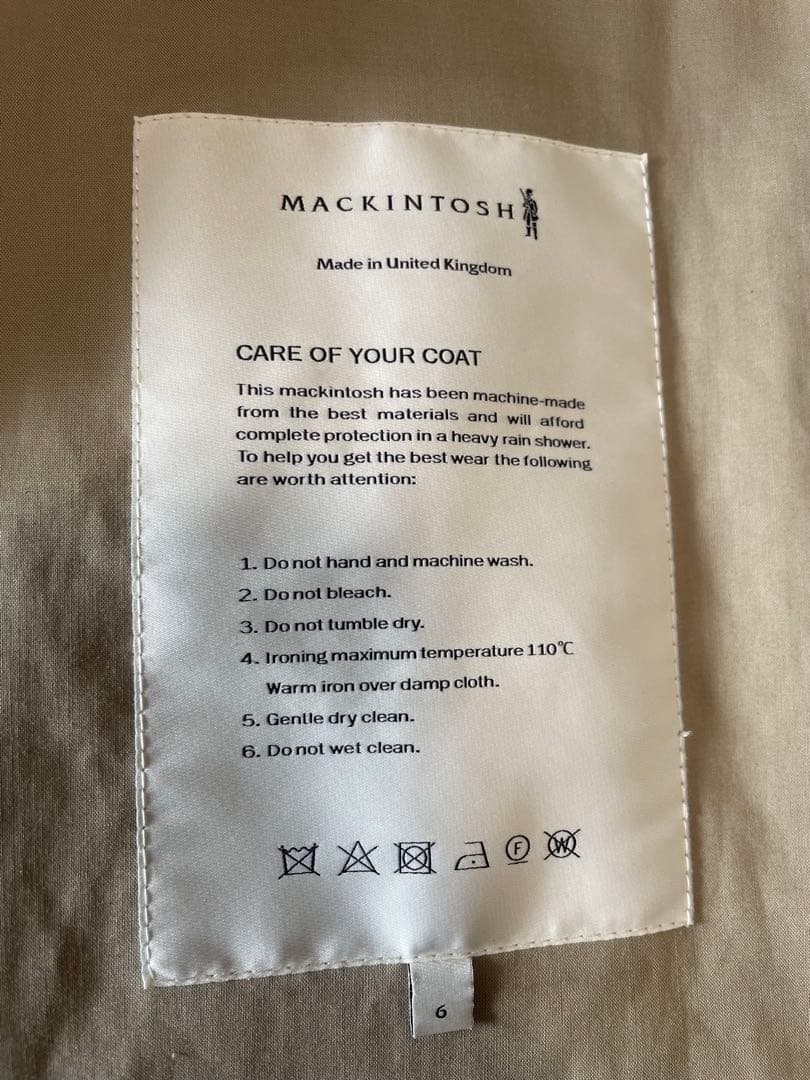 MACKINTOSH
Made in United Kingdom
CARE OF YOUR COAT
This mackintosh has been machine-made
from the best materials and will afford
complete protection in a heavy rain shower.
To help you get the best wear the following
are worth attention:
1. Do not hand and machine wash.
2. Do not bleach.
3. Do not tumble dry.
4. Ironing maximum temperature 110℃
Warm iron over damp cloth.
5. Gentle dry clean.
6. Do not wet clean.
F W
6